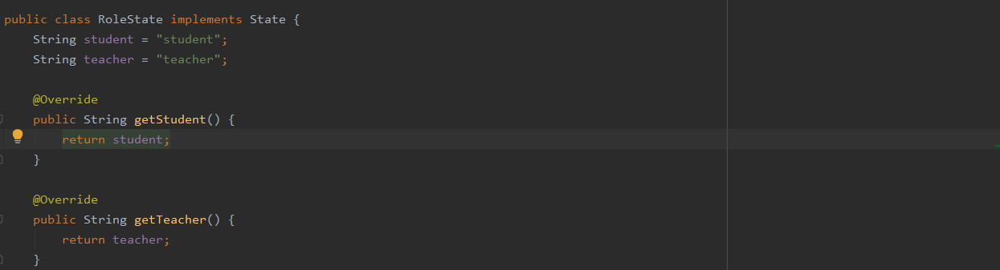 public class RoleState implements State {
String student = "student";
String teacher = "teacher";
@Override
public String getStudent() {
return student;
}
@Override
public String getTeacher() {
return teacher;
}